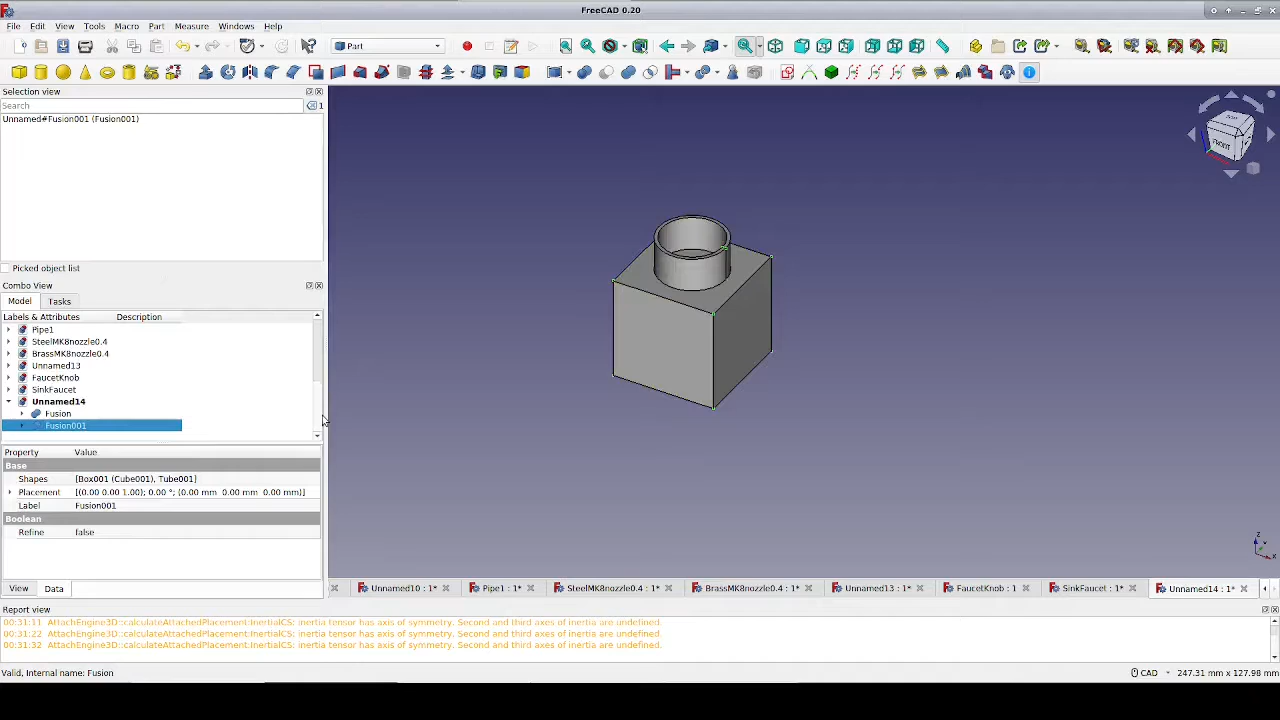 FreeCAD 0.20
File Edit View Tools Macro Part Measure Windows Help
Part
Selection view
Search
1
Unnamed#Fusion001 (Fusion001)
Picked object list
Combo View
Model Tasks
Labels & Attributes Description
Pipe1
SteelMK8nozzle0.4
BrassMK8nozzle0.4
Unnamed13
FaucetKnob
SinkFaucet
Unnamed14
Fusion
Fusion001
Property Value
Base
Shapes [Box001 (Cube001), Tube001]
Placement [(0.00 0.00 1.00); 0.00 °; (0.00 mm 0.00 mm 0.00 mm)]
Label Fusion001
Boolean
Refine false
View Data
FRONT
Z
Y
X
Unnamed10 : 1* Pipe1 : 1* SteelMK8nozzle0.4 : 1* BrassMK8nozzle0.4 : 1* Unnamed13 : 1* FaucetKnob : 1 SinkFaucet : 1* Unnamed14 : 1*
Report view
00:31:11 AttachEngine3D::calculateAttachedPlacement:InertialCS: inertia tensor has axis of symmetry. Second and third axes of inertia are undefined.
00:31:22 AttachEngine3D::calculateAttachedPlacement:InertialCS: inertia tensor has axis of symmetry. Second and third axes of inertia are undefined.
00:31:32 AttachEngine3D::calculateAttachedPlacement:InertialCS: inertia tensor has axis of symmetry. Second and third axes of inertia are undefined.
Valid, Internal name: Fusion
CAD 247.31 mm x 127.98 mm